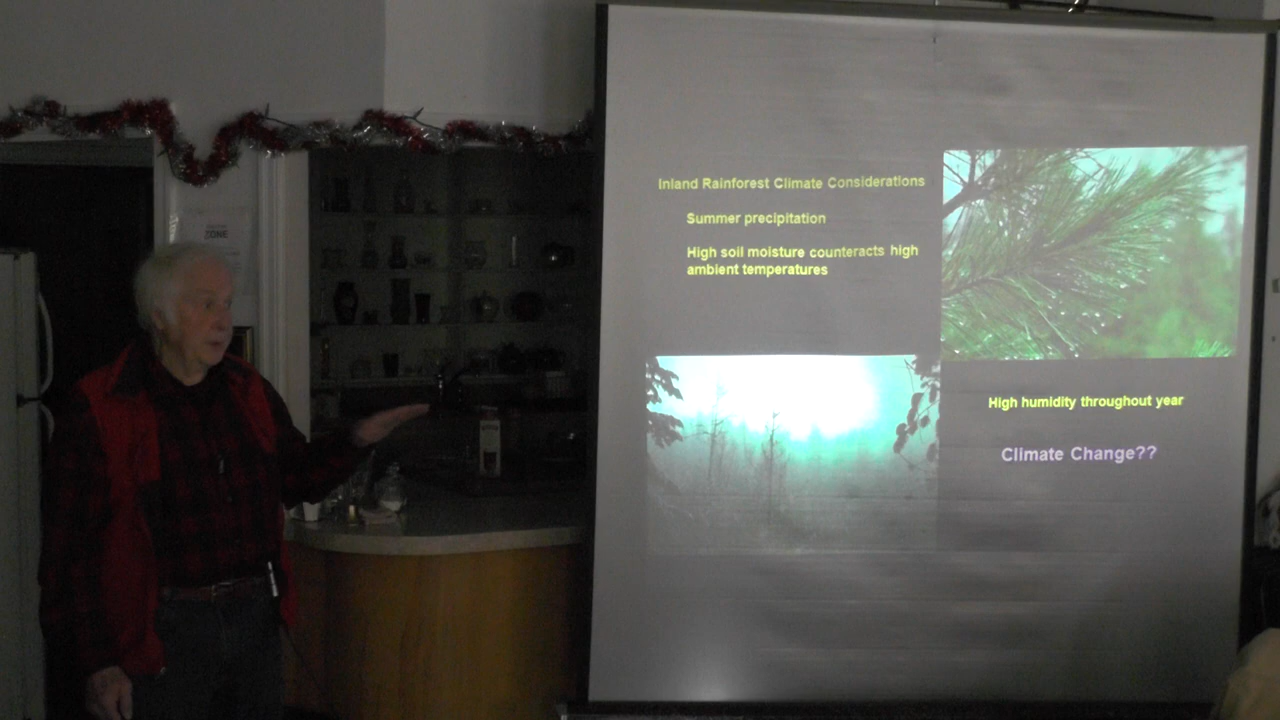 ZONE
Inland Rainforest Climate Considerations
Summer precipitation
High soil moisture counteracts high
ambient temperatures
High humidity throughout year
Climate Change??